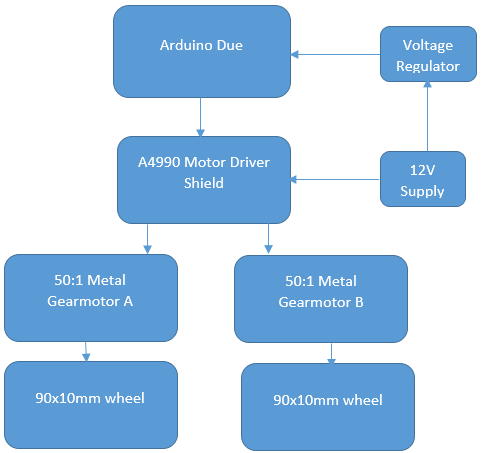 Arduino Due
Voltage
Regulator
A4990 Motor Driver
Shield
12V
Supply
50:1 Metal
Gearmotor A
50:1 Metal
Gearmotor B
90x10mm wheel
90x10mm wheel